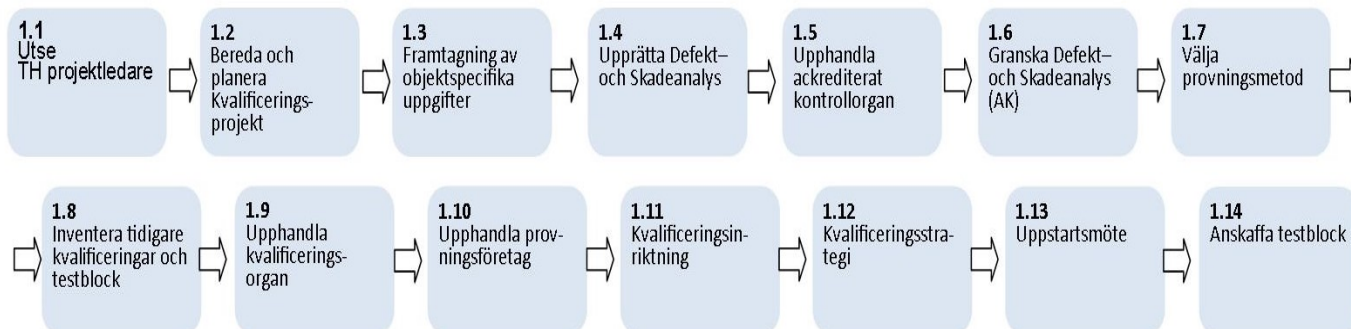 1.1
Utse
TH projektledare
1.2
Bereda och
planera
Kvalificerings-
projekt
1.3
Framtagning av
objektspecifika
uppgifter
1.4
Upprätta Defekt–
och Skadeanalys
1.5
Upphandla
ackrediterat
kontrollorgan
1.6
Granska Defekt–
och Skadeanalys
(AK)
1.7
Välja
provningsmetod
1.8
Inventera tidigare
kvalificeringar och
testblock
1.9
Upphandla
kvalificerings-
organ
1.10
Upphandla prov-
ningsföretag
1.11
Kvalificeringsin-
riktning
1.12
Kvalificeringsstra-
tegi
1.13
Uppstartsmöte
1.14
Anskaffa testblock